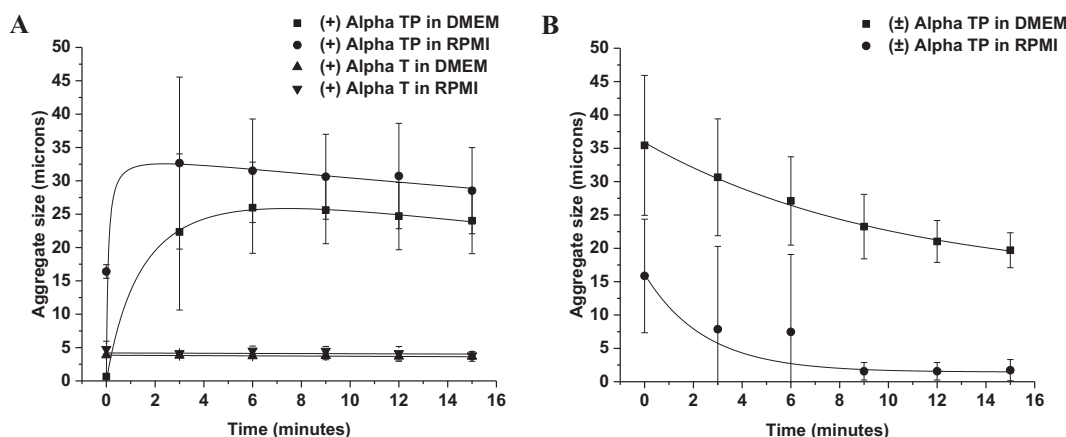 A
(+) Alpha TP in DMEM
(+) Alpha TP in RPMI
(+) Alpha T in DMEM
(+) Alpha T in RPMI
50
45
40
35
30
25
20
15
10
5
0
Aggregate size (microns)
0 2 4 6 8 10 12 14 16
Time (minutes)
B
(±) Alpha TP in DMEM
(±) Alpha TP in RPMI
50
45
40
35
30
25
20
15
10
5
0
Aggregate size (microns)
0 2 4 6 8 10 12 14 16
Time (minutes)